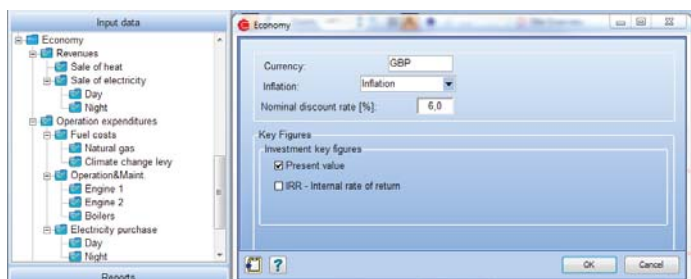 Input data
Economy
Revenues
Sale of heat
Sale of electricity
Day
Night
Operation expenditures
Fuel costs
Natural gas
Climate change levy
Operation&Maint.
Engine 1
Engine 2
Boilers
Electricity purchase
Day
Night
Reports
Economy
Currency: GBP
Inflation: Inflation
Nominal discount rate [%]: 6,0
Key Figures
Investment key figures
Present value
IRR - Internal rate of return
OK Cancel